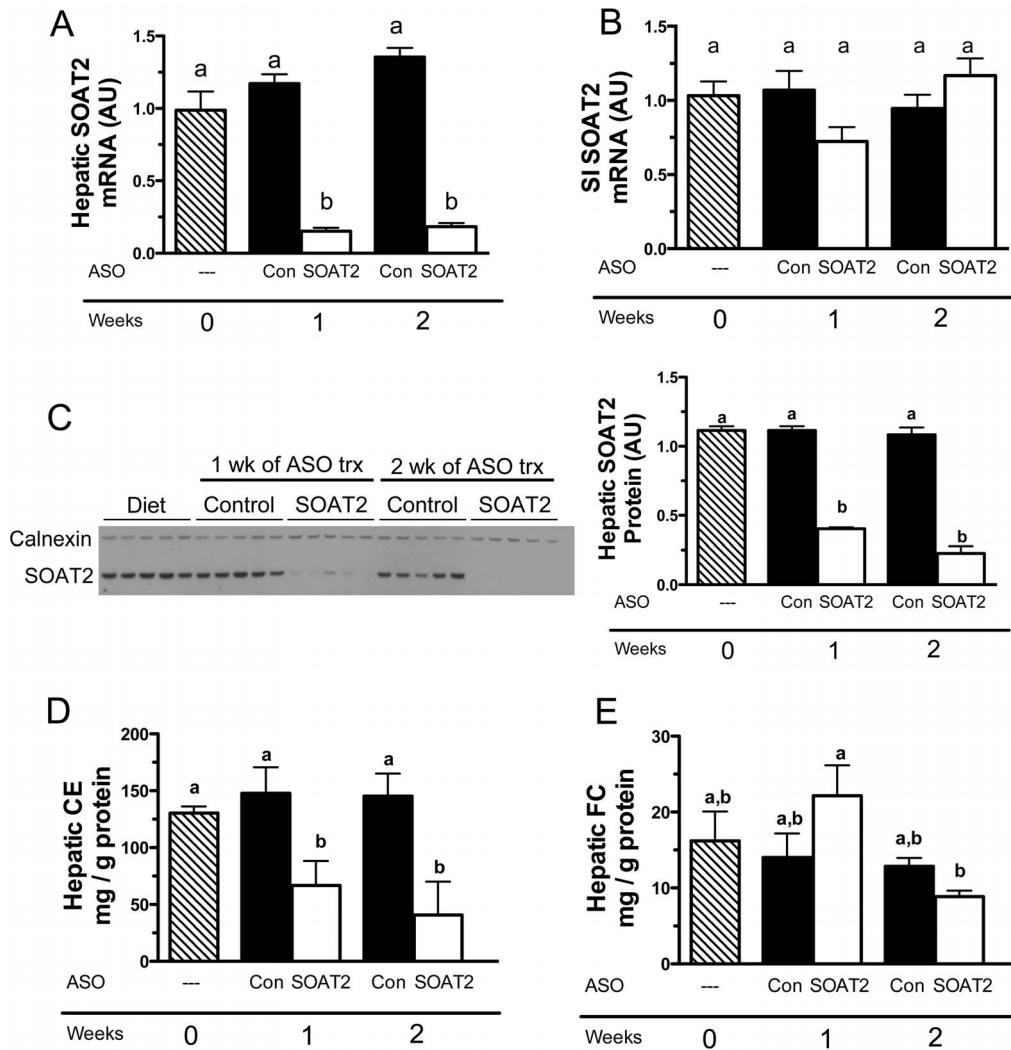 A
Hepatic SOAT2
mRNA (AU)
1.5
1.0
0.5
0.0
a
a
b
a
b
ASO
---
Con SOAT2
Con SOAT2
Weeks
0
1
2
B
SI SOAT2
mRNA (AU)
1.5
1.0
0.5
0.0
a
a
a
a
a
ASO
---
Con SOAT2
Con SOAT2
Weeks
0
1
2
C
1 wk of ASO trx
2 wk of ASO trx
Diet
Control
SOAT2
Control
SOAT2
Calnexin
SOAT2
Hepatic SOAT2
Protein (AU)
1.5
1.0
0.5
0.0
a
a
b
a
b
ASO
---
Con SOAT2
Con SOAT2
Weeks
0
1
2
D
Hepatic CE
mg / g protein
200
150
100
50
0
a
a
b
a
b
ASO
---
Con SOAT2
Con SOAT2
Weeks
0
1
2
E
Hepatic FC
mg / g protein
30
20
10
0
a,b
a,b
a
a,b
b
ASO
---
Con SOAT2
Con SOAT2
Weeks
0
1
2